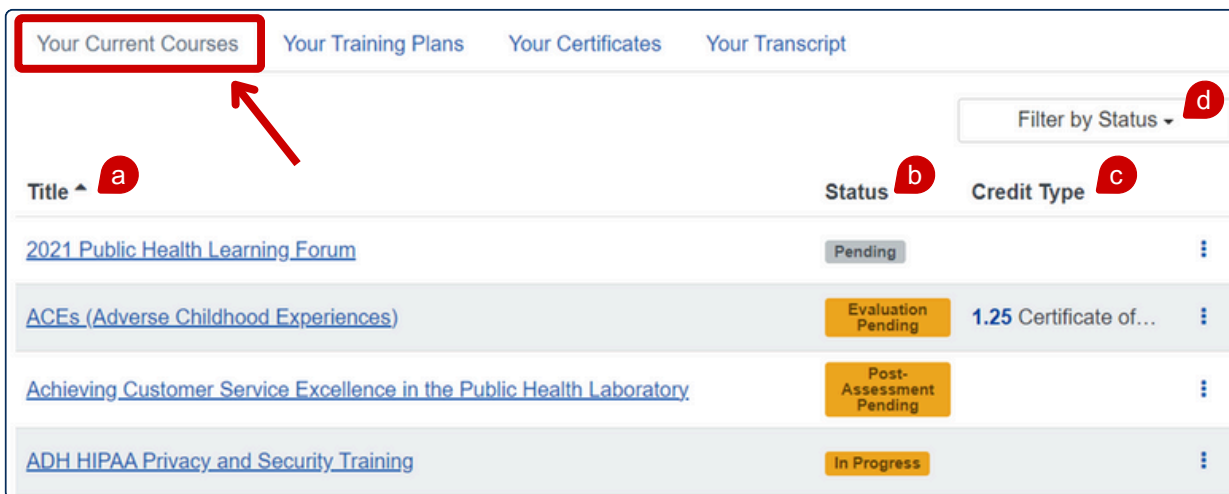 Your Current Courses Your Training Plans Your Certificates Your Transcript
Filter by Status d
Title a Status b Credit Type c
2021 Public Health Learning Forum Pending
ACEs (Adverse Childhood Experiences) Evaluation Pending 1.25 Certificate of...
Achieving Customer Service Excellence in the Public Health Laboratory Post-Assessment Pending
ADH HIPAA Privacy and Security Training In Progress